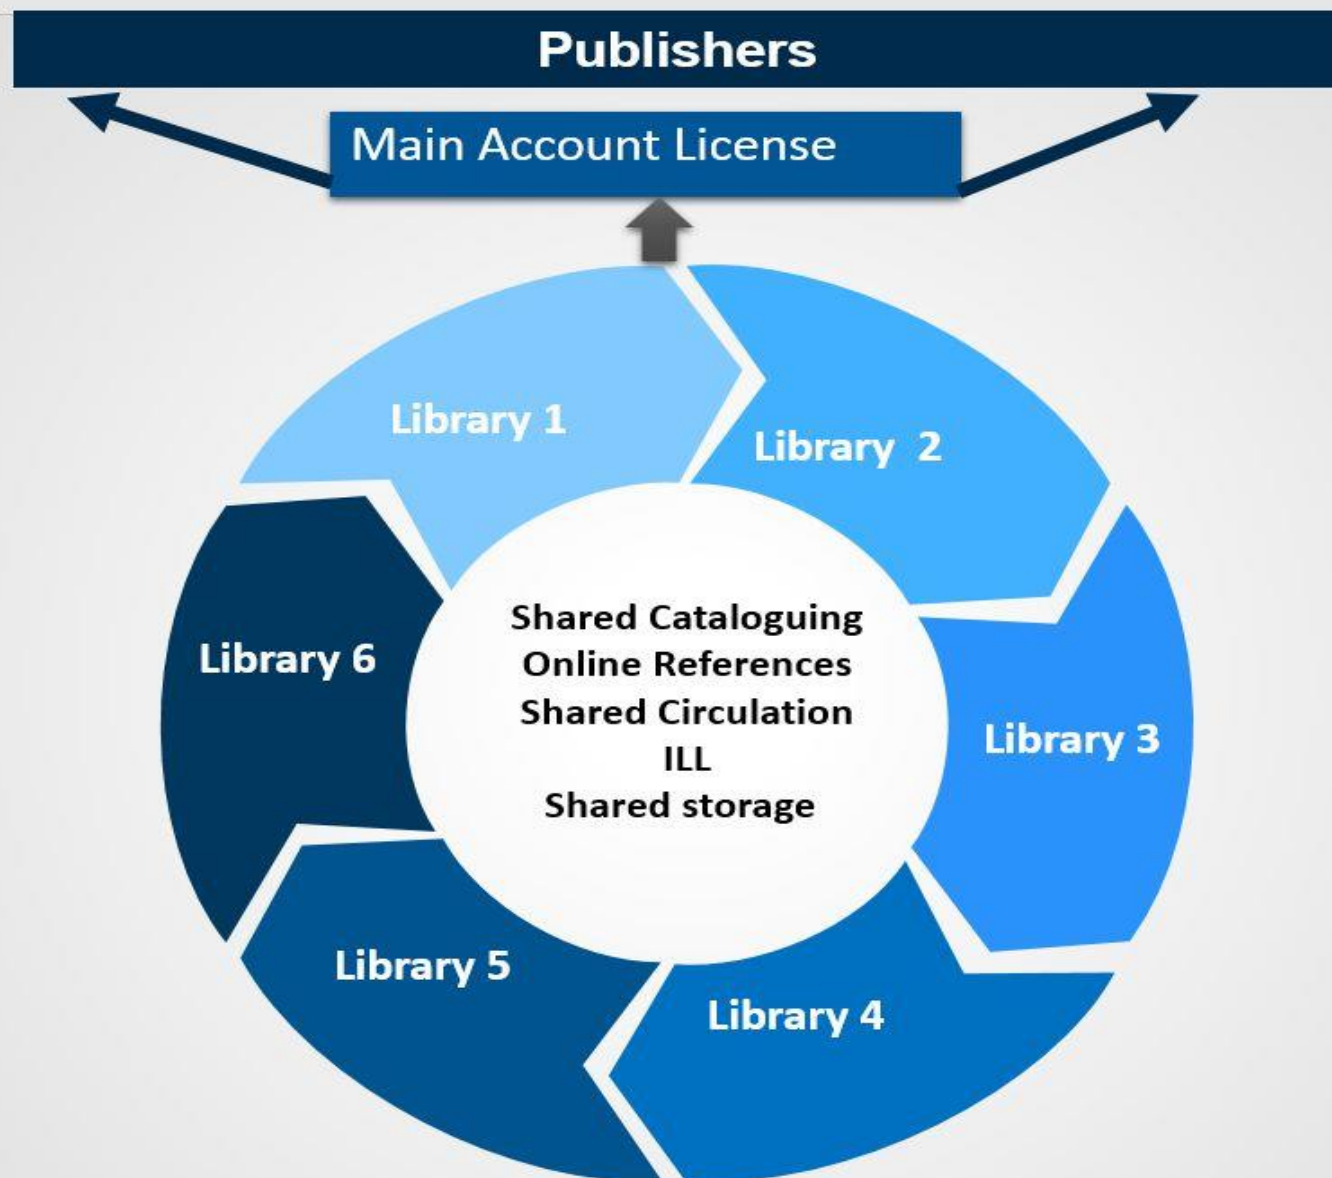 Publishers
Main Account License
Library 1
Library 2
Library 6
Shared Cataloguing
Online References
Shared Circulation
ILL
Shared storage
Library 3
Library 5
Library 4